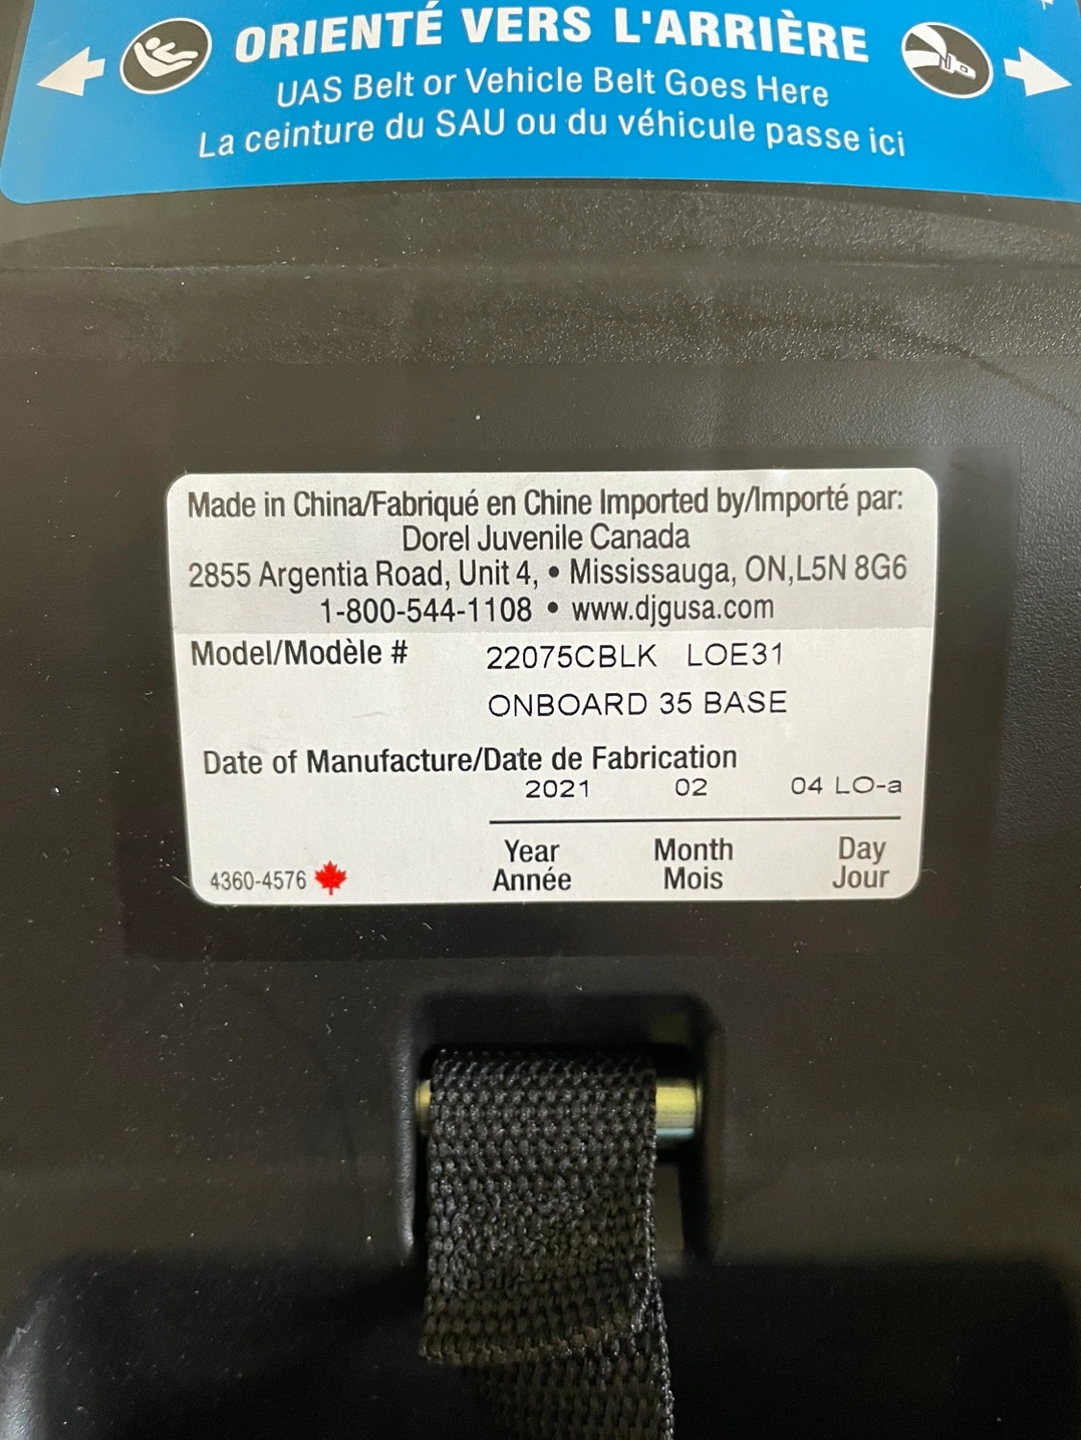 ORIENTÉ VERS L'ARRIÈRE
UAS Belt or Vehicle Belt Goes Here
La ceinture du SAU ou du véhicule passe ici
Made in China/Fabriqué en Chine Imported by/Importé par:
Dorel Juvenile Canada
2855 Argentia Road, Unit 4, • Mississauga, ON,L5N 8G6
1-800-544-1108 • www.djgusa.com
Model/Modèle # 22075CBLK LOE31
ONBOARD 35 BASE
Date of Manufacture/Date de Fabrication
2021 02 04 LO-a
Year Month Day
Année Mois Jour
4360-4576